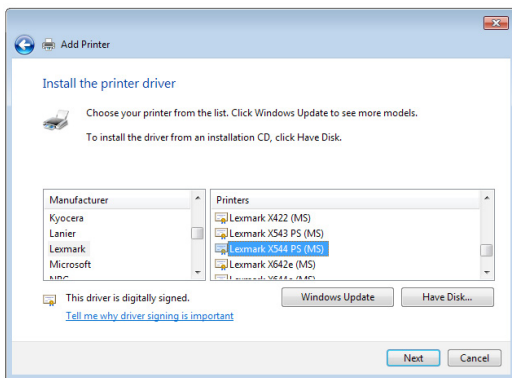 Add Printer
Install the printer driver
Choose your printer from the list. Click Windows Update to see more models.
To install the driver from an installation CD, click Have Disk.
Manufacturer
Kyocera
Lanier
Lexmark
Microsoft
Printers
Lexmark X422 (MS)
Lexmark X543 PS (MS)
Lexmark X544 PS (MS)
Lexmark X642e (MS)
This driver is digitally signed.
Tell me why driver signing is important
Windows Update
Have Disk...
Next
Cancel